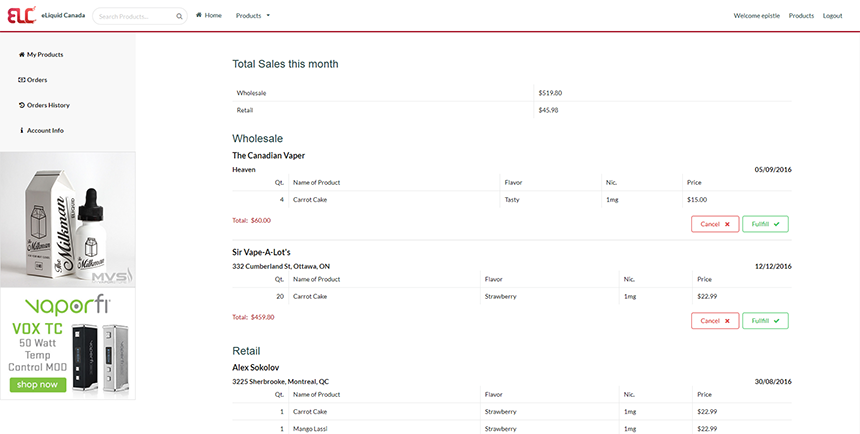 ELC eLiquid Canada Search Products... Home Products Welcome epistie Products Logout
My Products
Orders
Orders History
Account Info
The Milkman
The Milkman
MVS
vaporfi
VOX TC
50 Watt
Temp
Control MOD
shop now
Total Sales this month
Wholesale $519.80
Retail $45.98
Wholesale
The Canadian Vaper
Heaven 05/09/2016
Qt. Name of Product Flavor Nic. Price
4 Carrot Cake Tasty 1mg $15.00
Total: $60.00 Cancel Fullfill
Sir Vape-A-Lot's
332 Cumberland St, Ottawa, ON 12/12/2016
Qt. Name of Product Flavor Nic. Price
20 Carrot Cake Strawberry 1mg $22.99
Total: $459.80 Cancel Fullfill
Retail
Alex Sokolov
3225 Sherbrooke, Montreal, QC 30/08/2016
Qt. Name of Product Flavor Nic. Price
1 Carrot Cake Strawberry 1mg $22.99
1 Mango Lassi Strawberry 1mg $22.99